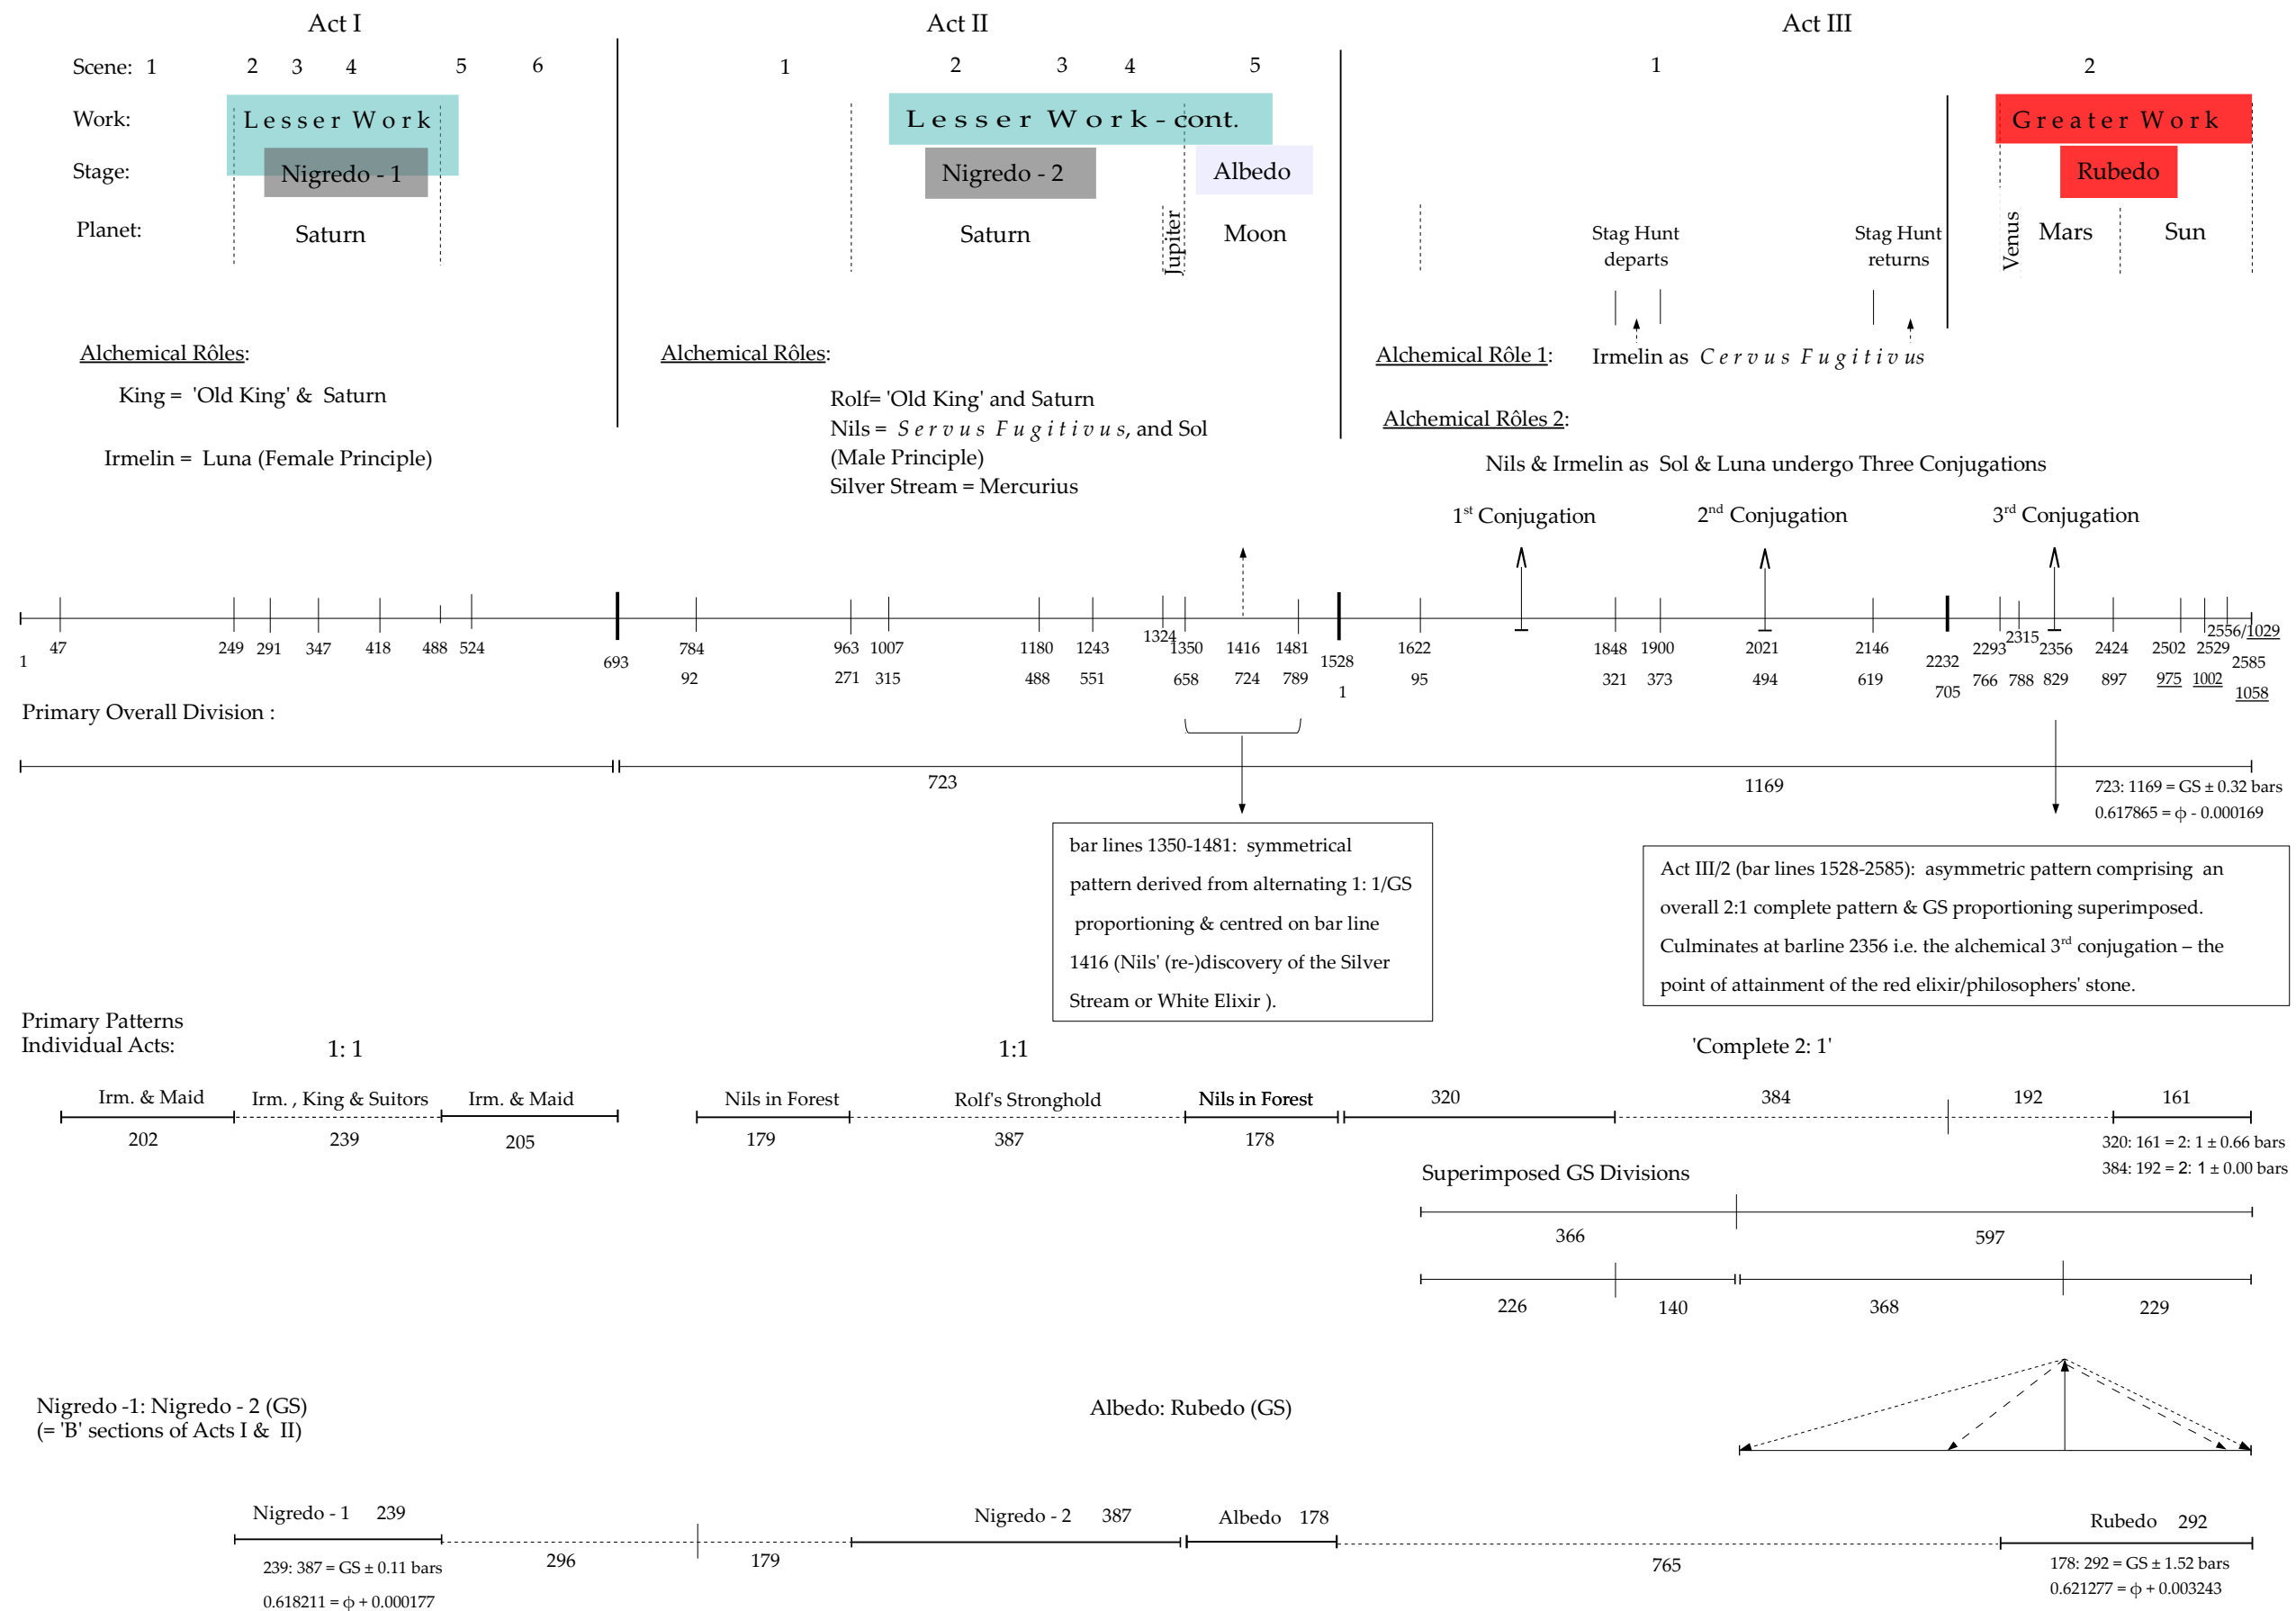 Act I Act II Act III
Scene: 1 2 3 4 5 6 1 2 3 4 5 1 2
Work: Lesser Work Lesser Work - cont. Greater Work
Stage: Nigredo - 1 Nigredo - 2 Albedo Rubedo
Planet: Saturn Saturn Jupiter Moon Venus Mars Sun
Stag Hunt departs
Stag Hunt returns
Alchemical Rôles:
King = 'Old King' & Saturn
Irmelin = Luna (Female Principle)
Alchemical Rôles:
Rolf= 'Old King' and Saturn
Nils = Servus Fugitivus, and Sol
(Male Principle)
Silver Stream = Mercurius
Alchemical Rôle 1: Irmelin as Cervus Fugitivus
Alchemical Rôles 2:
Nils & Irmelin as Sol & Luna undergo Three Conjugations
1st Conjugation 2nd Conjugation 3rd Conjugation
1 47 249 291 347 418 488 524 693 784 963 1007 1180 1243 1324 1350 1416 1481 1528 1622 1848 1900 2021 2146 2232 2293 2315 2356 2424 2502 2529 2556/1029 2585
92 271 315 488 551 658 724 789 1 95 321 373 494 619 705 766 788 829 897 975 1002 1058
Primary Overall Division :
723 1169
723: 1169 = GS ± 0.32 bars
0.617865 = ϕ - 0.000169
bar lines 1350-1481: symmetrical
pattern derived from alternating 1: 1/GS
proportioning & centred on bar line
1416 (Nils' (re-)discovery of the Silver
Stream or White Elixir ).
Act III/2 (bar lines 1528-2585): asymmetric pattern comprising an
overall 2:1 complete pattern & GS proportioning superimposed.
Culminates at barline 2356 i.e. the alchemical 3rd conjugation – the
point of attainment of the red elixir/philosophers' stone.
Primary Patterns
Individual Acts: 1: 1 1:1 'Complete 2: 1'
Irm. & Maid Irm. , King & Suitors Irm. & Maid Nils in Forest Rolf's Stronghold Nils in Forest 320 384 192 161
202 239 205 179 387 178
320: 161 = 2: 1 ± 0.66 bars
384: 192 = 2: 1 ± 0.00 bars
Superimposed GS Divisions
366 597
226 140 368 229
Nigredo -1: Nigredo - 2 (GS)
(= 'B' sections of Acts I & II)
Albedo: Rubedo (GS)
Nigredo - 1 239 Nigredo - 2 387 Albedo 178 Rubedo 292
296 179 765
239: 387 = GS ± 0.11 bars
0.618211 = ϕ + 0.000177
178: 292 = GS ± 1.52 bars
0.621277 = ϕ + 0.003243